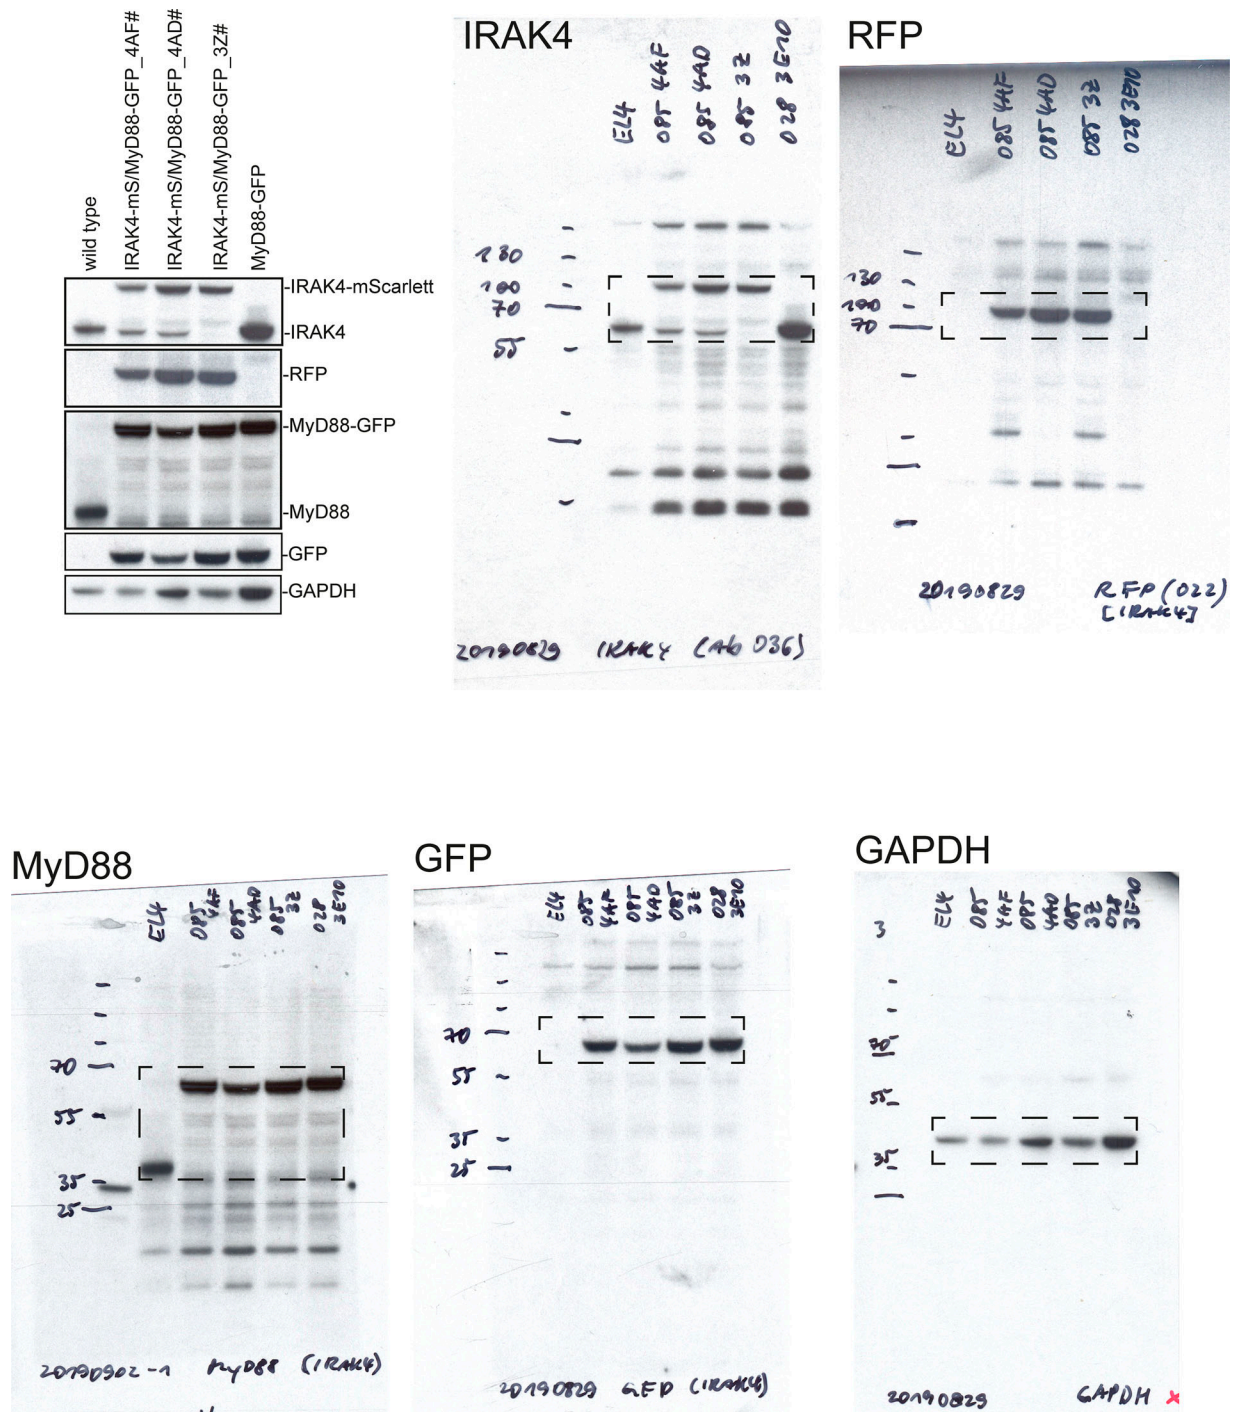 wild type
IRAK4-mS/MyD88-GFP_4AF#
IRAK4-mS/MyD88-GFP_4AD#
IRAK4-mS/MyD88-GFP_3Z#
MyD88-GFP
-IRAK4-mScarlett
-IRAK4
-RFP
-MyD88-GFP
-MyD88
-GFP
-GAPDH
IRAK4
EL4
085 4AF
085 4AD
085 3Z
028 3E10
130
100
70
55
20190829 IRAK4 (Ab 036)
RFP
EL4
085 4AF
085 4AD
085 3Z
028 3E10
130
100
70
20190829 RFP (022)
[IRAK4]
MyD88
EL4
085 4AF
085 4AD
085 3Z
028 3E10
70
55
35
25
20190902-1 MyD88 (IRAK4)
GFP
EL4
085 4AF
085 4AD
085 3Z
028 3E10
70
55
35
25
20190829 GFP (IRAK4)
GAPDH
3
EL4
085 4AF
085 4AD
085 3Z
028 3E10
70
55
35
20190829 GAPDH x